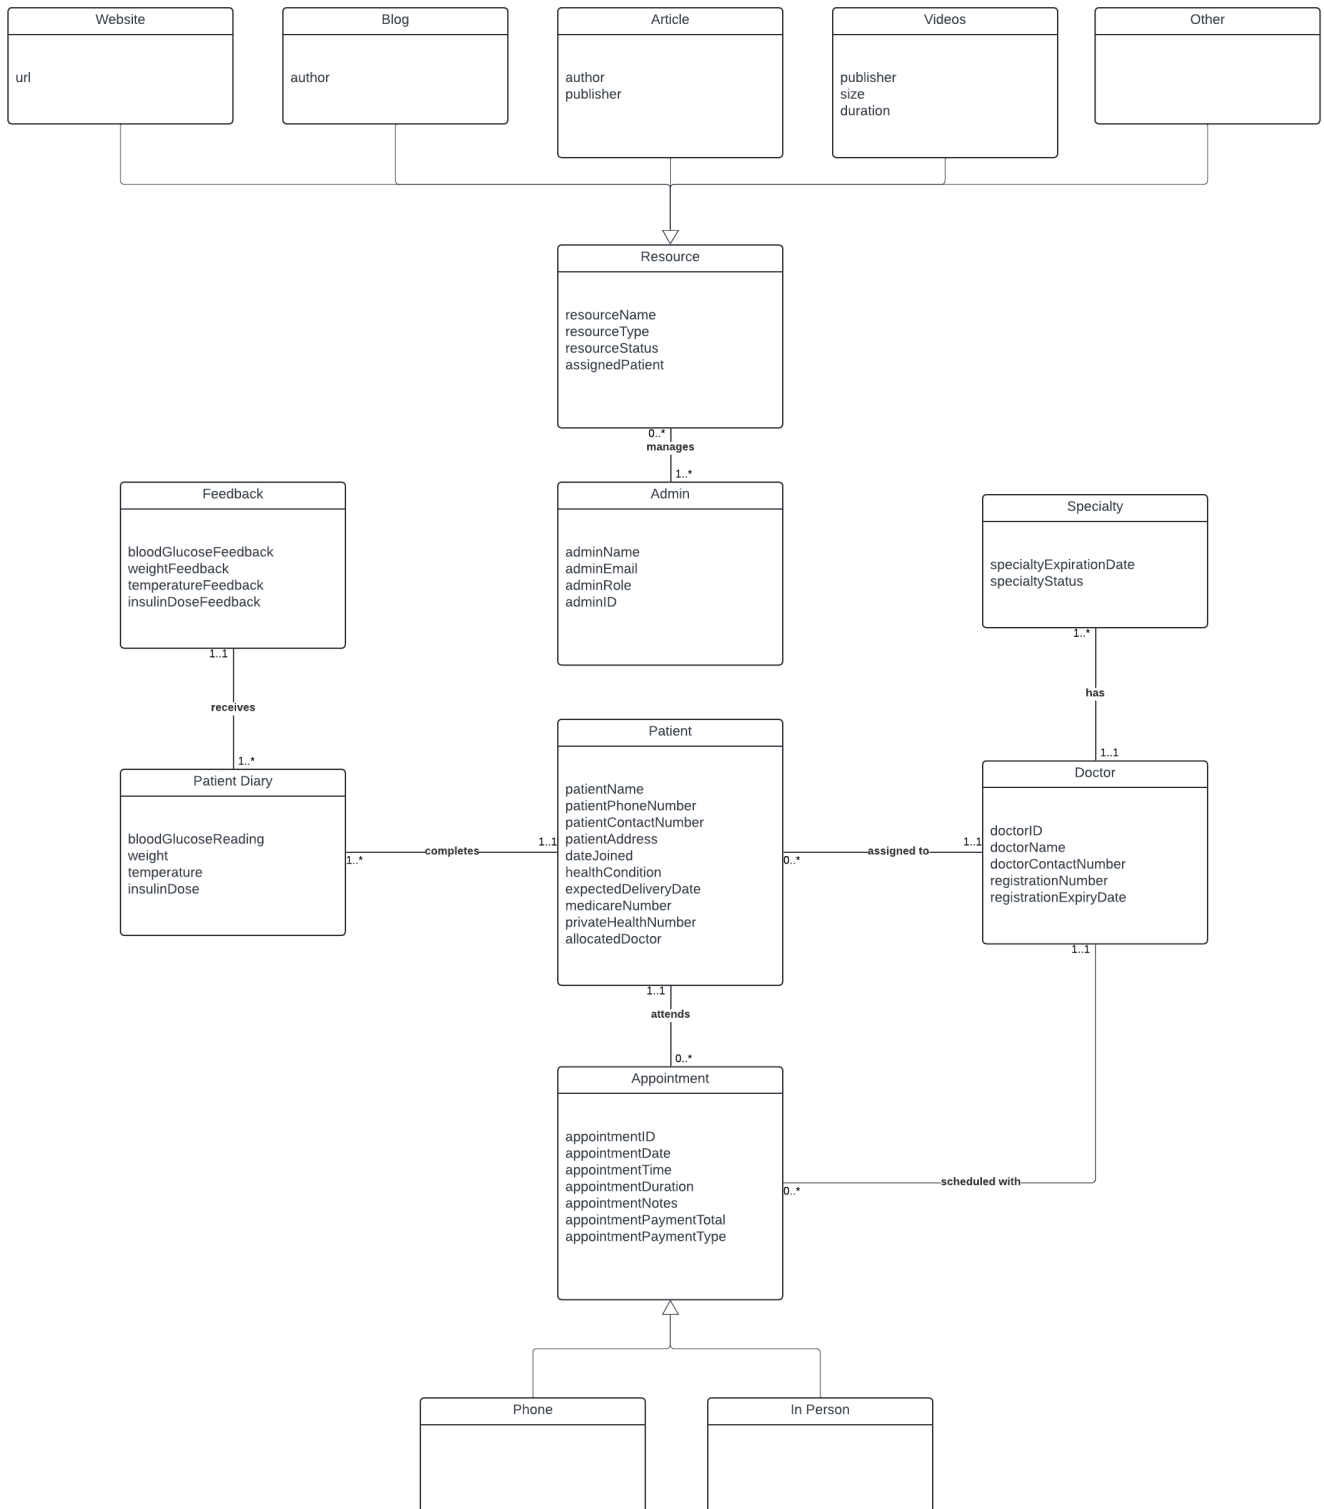 Website
url
Blog
author
Article
author
publisher
Videos
publisher
size
duration
Other
Resource
resourceName
resourceType
resourceStatus
assignedPatient
0..*
manages
1..*
Admin
adminName
adminEmail
adminRole
adminID
Feedback
bloodGlucoseFeedback
weightFeedback
temperatureFeedback
insulinDoseFeedback
1..1
receives
1..*
Patient Diary
bloodGlucoseReading
weight
temperature
insulinDose
1..*
completes
1..1
Patient
patientName
patientPhoneNumber
patientContactNumber
patientAddress
dateJoined
healthCondition
expectedDeliveryDate
medicareNumber
privateHealthNumber
allocatedDoctor
0..*
assigned to
1..1
Specialty
specialtyExpirationDate
specialtyStatus
1..*
has
1..1
Doctor
doctorID
doctorName
doctorContactNumber
registrationNumber
registrationExpiryDate
1..1
scheduled with
0..*
1..1
attends
0..*
Appointment
appointmentID
appointmentDate
appointmentTime
appointmentDuration
appointmentNotes
appointmentPaymentTotal
appointmentPaymentType
Phone
In Person